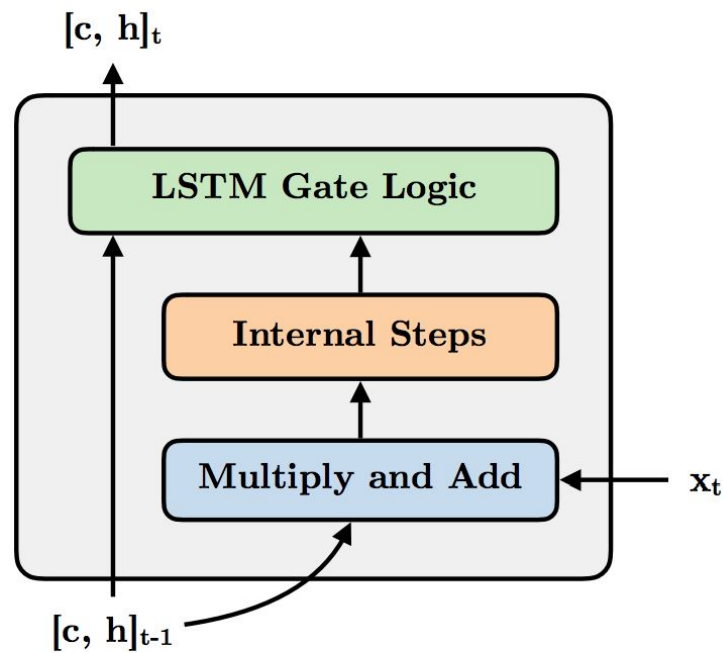 [c, h]t
LSTM Gate Logic
Internal Steps
Multiply and Add
xt
[c, h]t-1